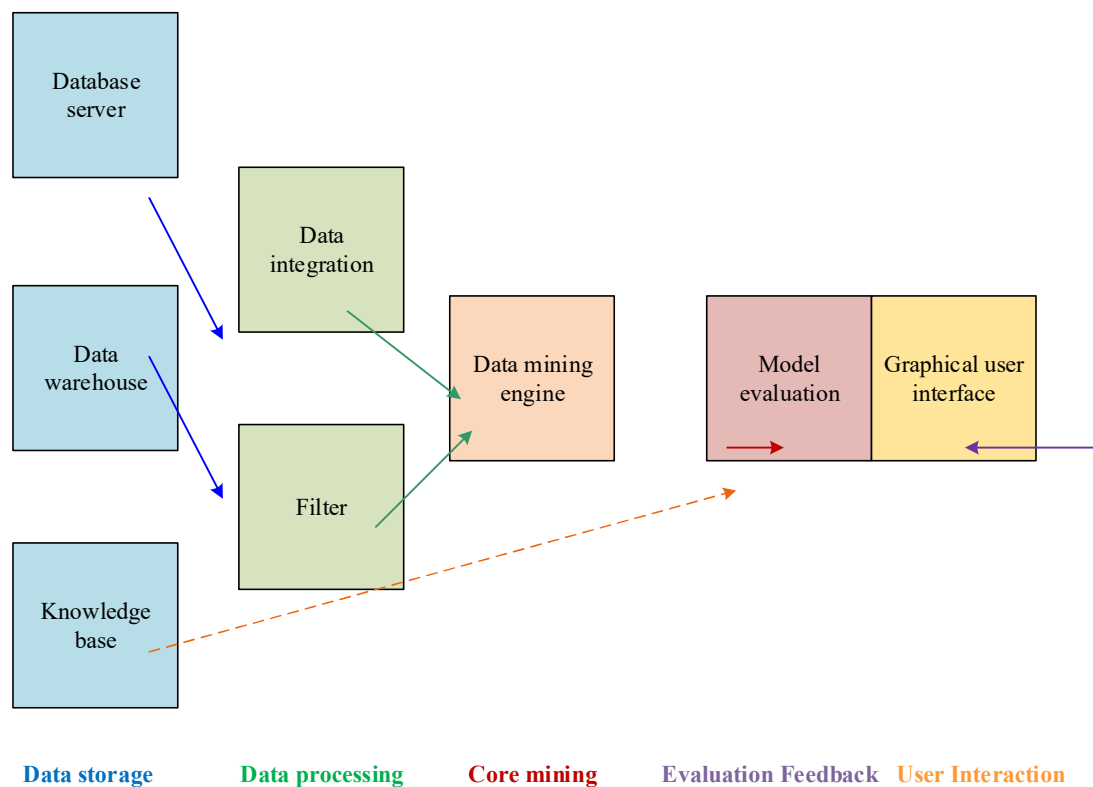 Database
server
Data
integration
Data
warehouse
Data mining
engine
Model
evaluation
Graphical user
interface
Filter
Knowledge
base
Data storage
Data processing
Core mining
Evaluation Feedback
User Interaction